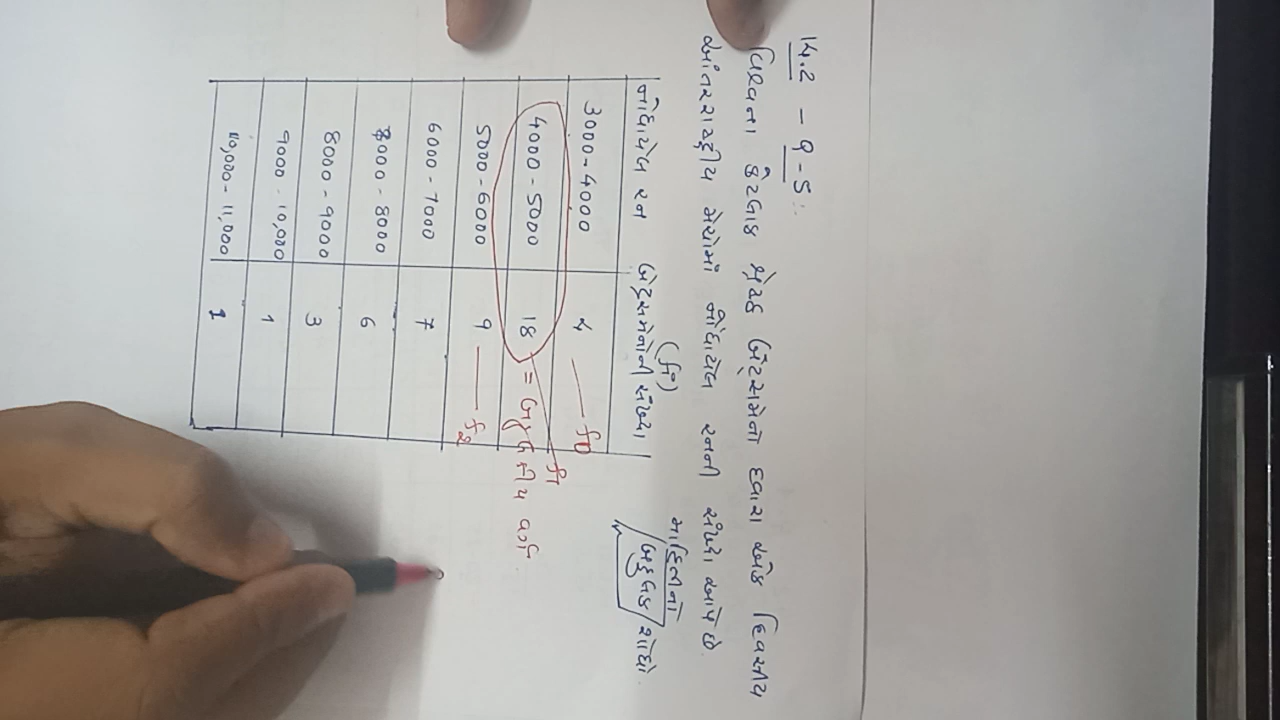 14.2 - પ્ર-5:
વિશ્વના કેટલાક શ્રેષ્ઠ બેટ્સમેનો દ્વારા એક દિવસીય
આંતરરાષ્ટ્રીય મેચોમાં નોંધાયેલ રનની સંખ્યા આપે છે.
માહિતીનો
બહુલક શોધો.
નોંધાયેલ રન બેટ્સમેનોની સંખ્યા (fi)
3000-4000 4 — f0
4000-5000 18 = બહુલકીય વર્ગ f1
5000-6000 9 — f2
6000-7000 7
7000-8000 6
8000-9000 3
9000-10,000 1
10,000-11,000 1